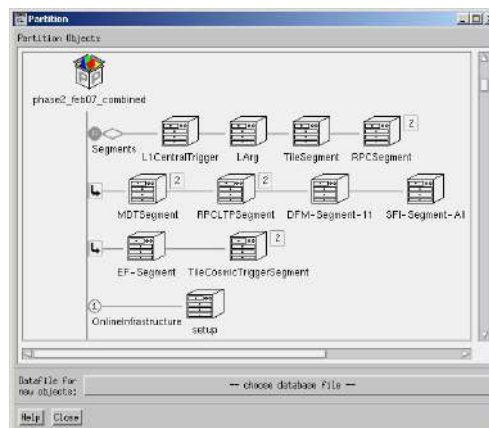 Partition
Partition Objects
phase2_feb07_combined
Segments
L1CentralTrigger
LArg
TileSegment
RPCSegment
2
MDTSegment
2
RPCLTPSegment
2
DFM-Segment-11
SFI-Segment-All
EF-Segment
TileCosmicTriggerSegment
2
1
OnlineInfrastructure
setup
Datafile for
new objects:
-- choose database file --
Help
Close